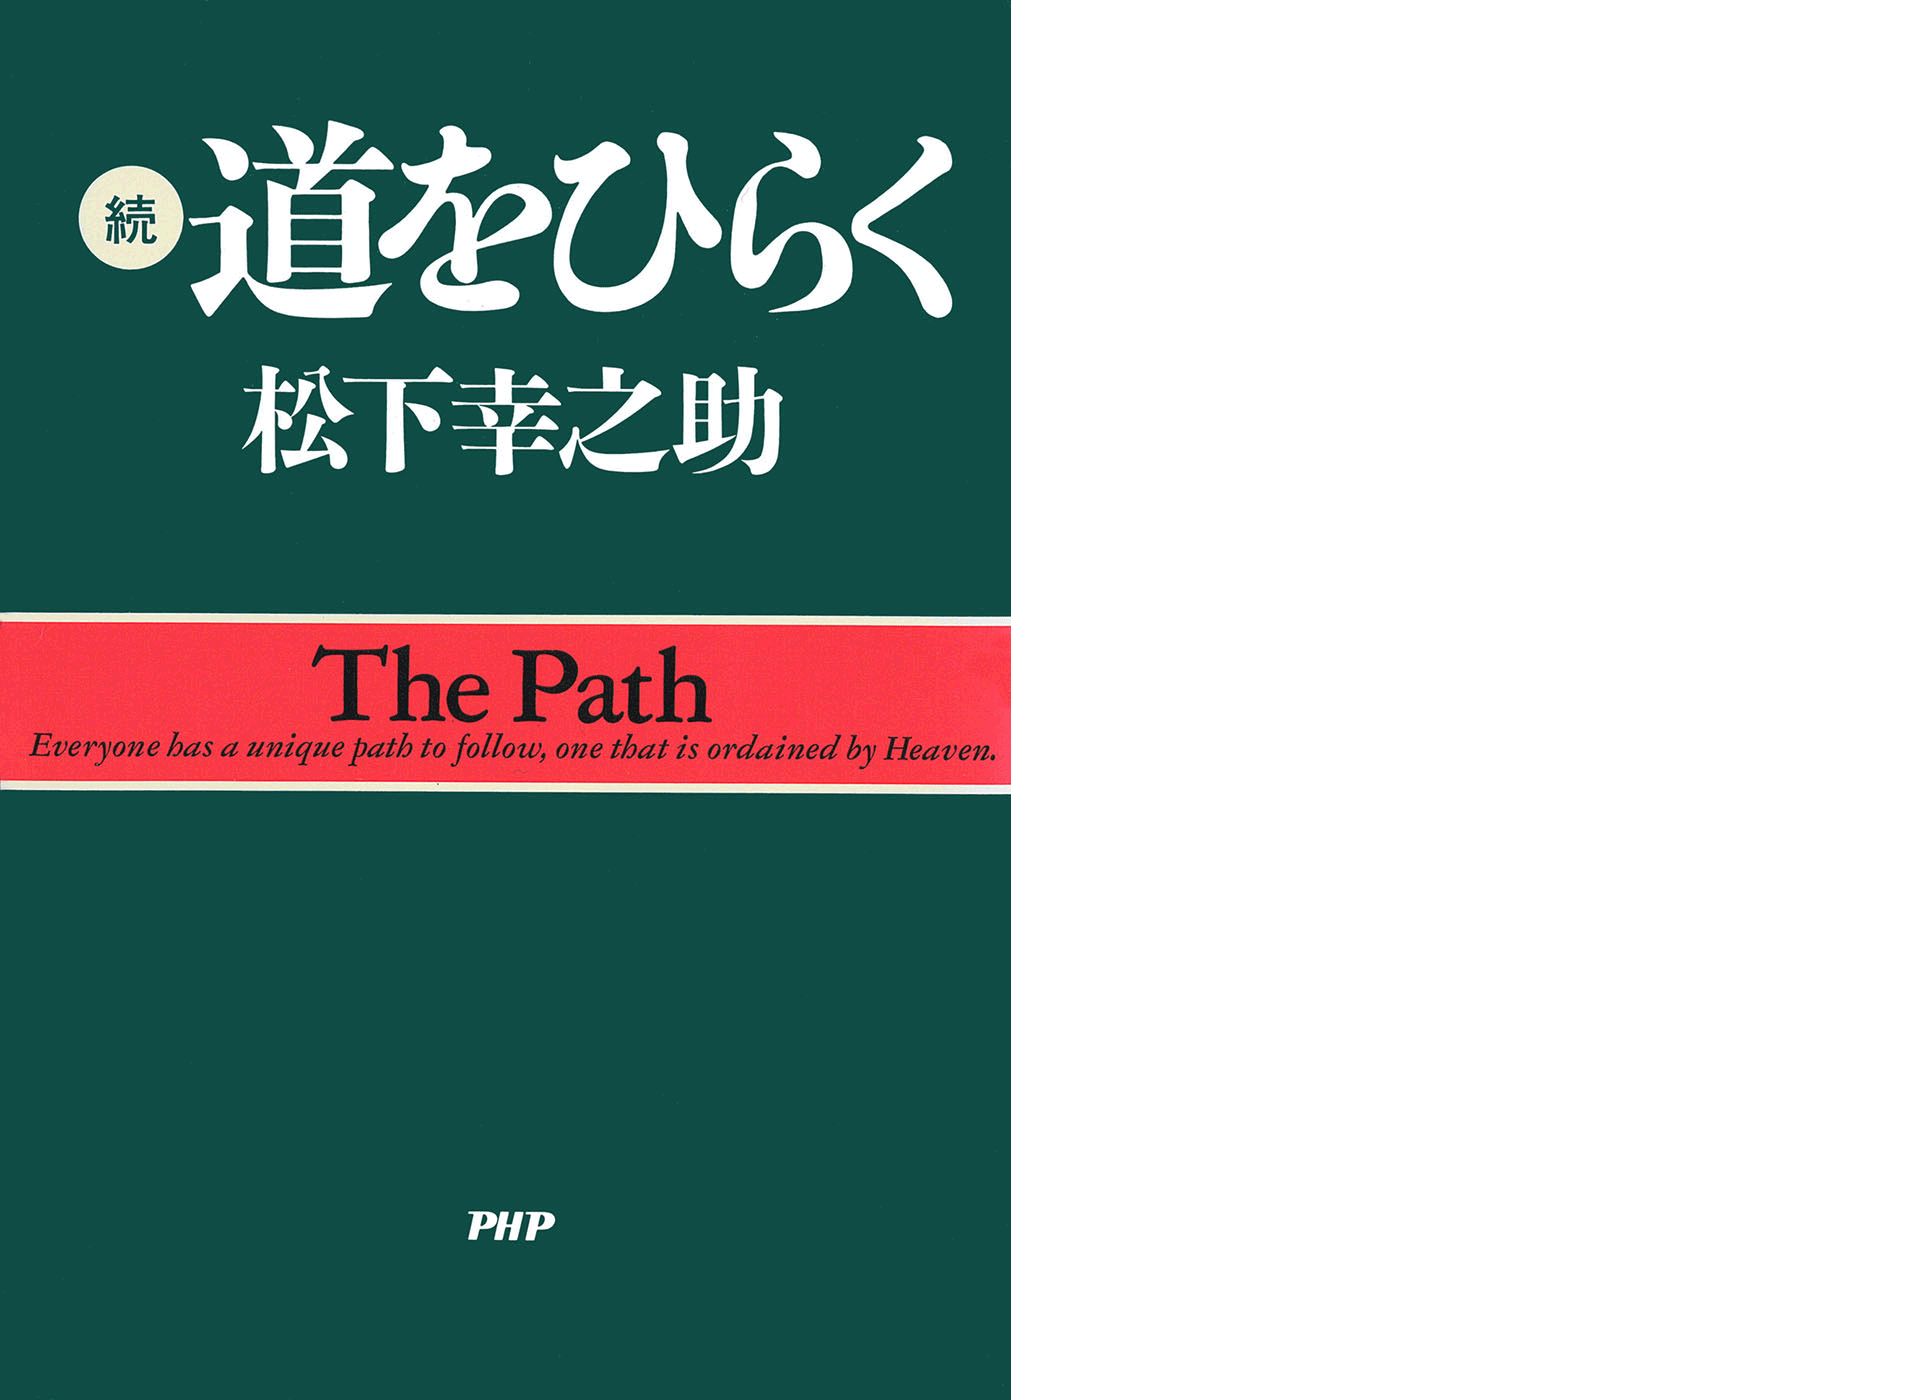 続 道をひらく
松下幸之助
The Path
Everyone has a unique path to follow, one that is ordained by Heaven.
PHP